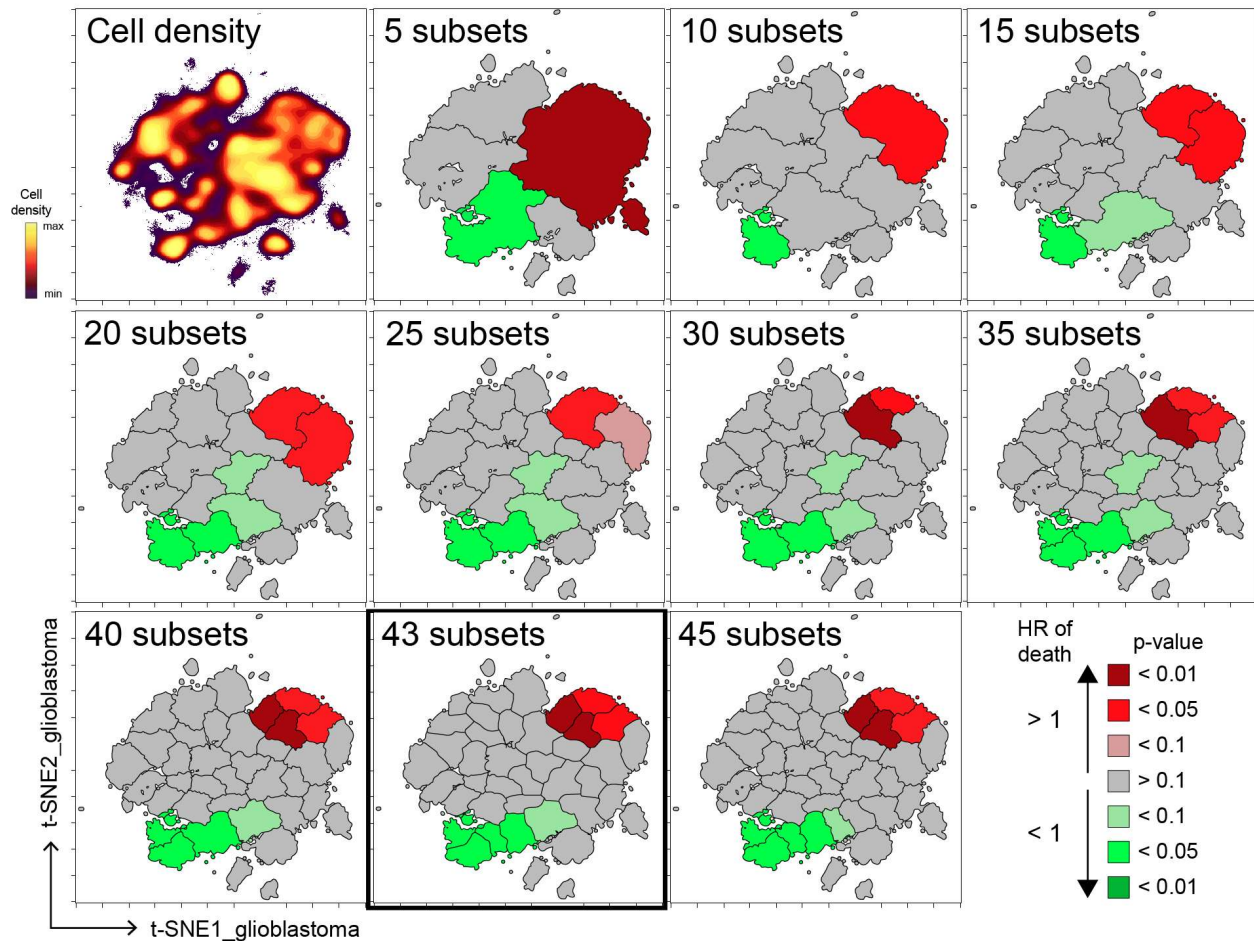 Cell density
5 subsets
10 subsets
15 subsets
Cell
density
max
min
20 subsets
25 subsets
30 subsets
35 subsets
40 subsets
43 subsets
45 subsets
HR of
death
p-value
< 0.01
< 0.05
> 1
< 0.1
> 0.1
< 0.1
< 1
< 0.05
< 0.01
t-SNE2_glioblastoma
t-SNE1_glioblastoma